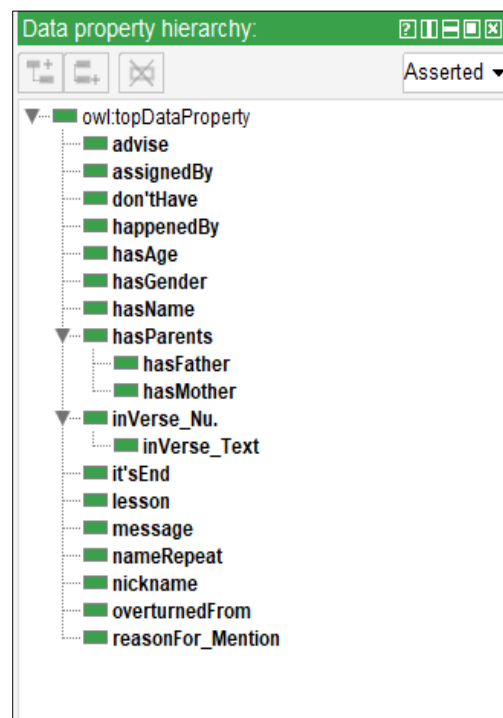 Data property hierarchy:
Asserted
owl:topDataProperty
advise
assignedBy
don'tHave
happenedBy
hasAge
hasGender
hasName
hasParents
hasFather
hasMother
inVerse_Nu.
inVerse_Text
it'sEnd
lesson
message
nameRepeat
nickname
overturnedFrom
reasonFor_Mention